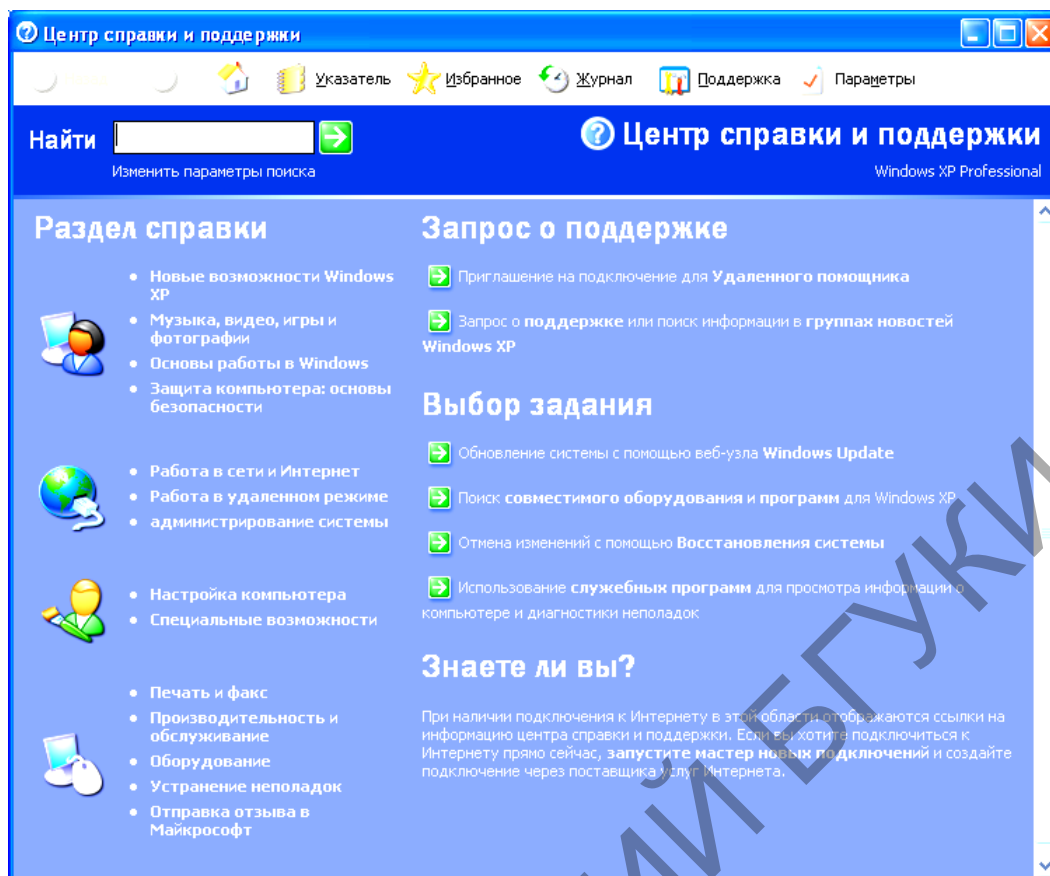 Центр справки и поддержки
Указатель Избранное Журнал Поддержка Параметры
Найти
Изменить параметры поиска
Центр справки и поддержки
Windows XP Professional
Раздел справки
Новые возможности Windows
XP
Музыка, видео, игры и
фотографии
Основы работы в Windows
Защита компьютера: основы
безопасности
Работа в сети и Интернет
Работа в удаленном режиме
администрирование системы
Настройка компьютера
Специальные возможности
Печать и факс
Производительность и
обслуживание
Оборудование
Устранение неполадок
Отправка отзыва в
Майкрософт
Запрос о поддержке
Приглашение на подключение для Удаленного помощника
Запрос о поддержке или поиск информации в группах новостей
Windows XP
Выбор задания
Обновление системы с помощью веб-узла Windows Update
Поиск совместимого оборудования и программ для Windows XP
Отмена изменений с помощью Восстановления системы
Использование служебных программ для просмотра информации о
компьютере и диагностики неполадок
Знаете ли вы?
При наличии подключения к Интернету в этой области отображаются ссылки на
информацию центра справки и поддержки. Если вы хотите подключиться к
Интернету прямо сейчас, запустите мастер новых подключений и создайте
подключение через поставщика услуг Интернета.
БГУКИ